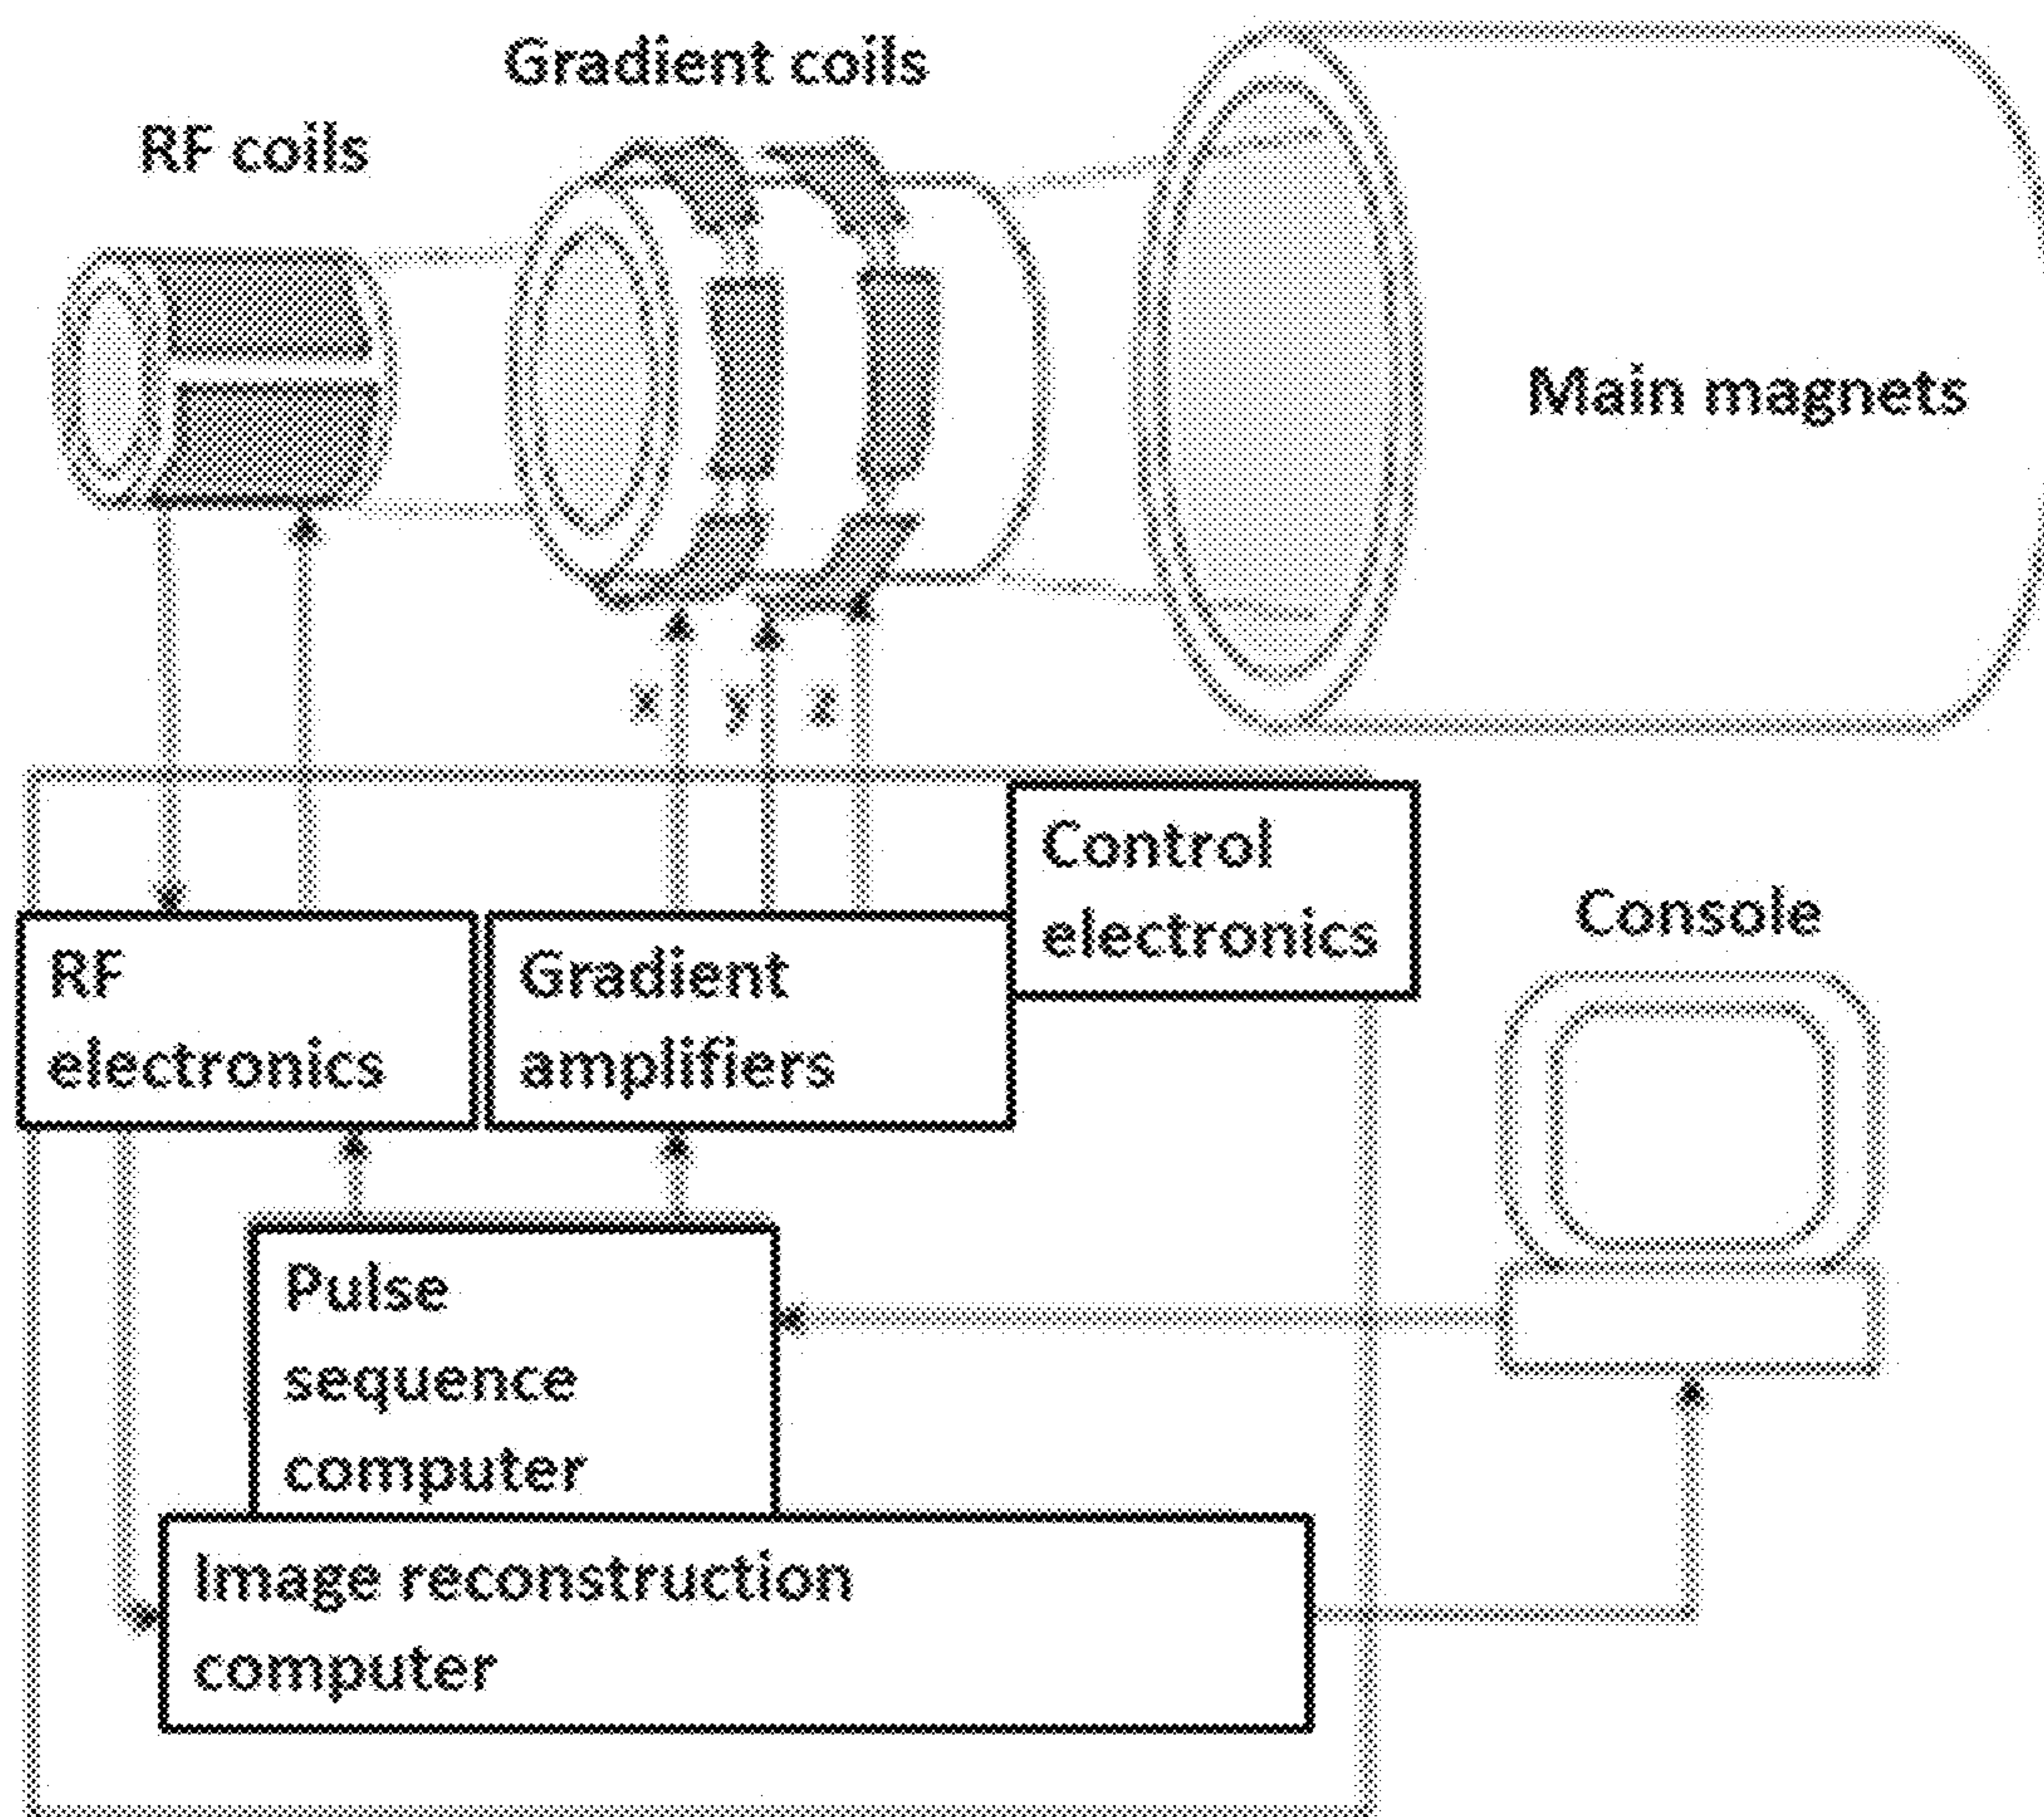 Gradient coils
RF coils
Main magnets
x y z
Control
electronics
Console
RF
electronics
Gradient
amplifiers
Pulse
sequence
computer
Image reconstruction
computer